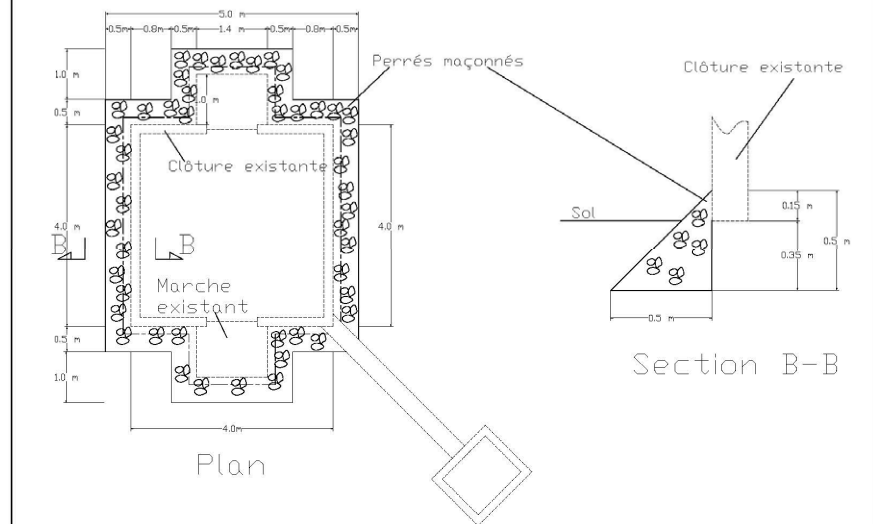 5.0 m
0.5m 0.8m 0.5m 1.4 m 0.5m 0.8m 0.5m
1.0 m
Perrés maçonnés
Clôture existante
1.0 m
0.5 m
Clôture existante
0.15 m
Sol
4.0 m
4.0 m
0.5 m
B B
0.35 m
Marche
existant
0.5 m
0.5 m
1.0 m
Section B-B
4.0m
Plan